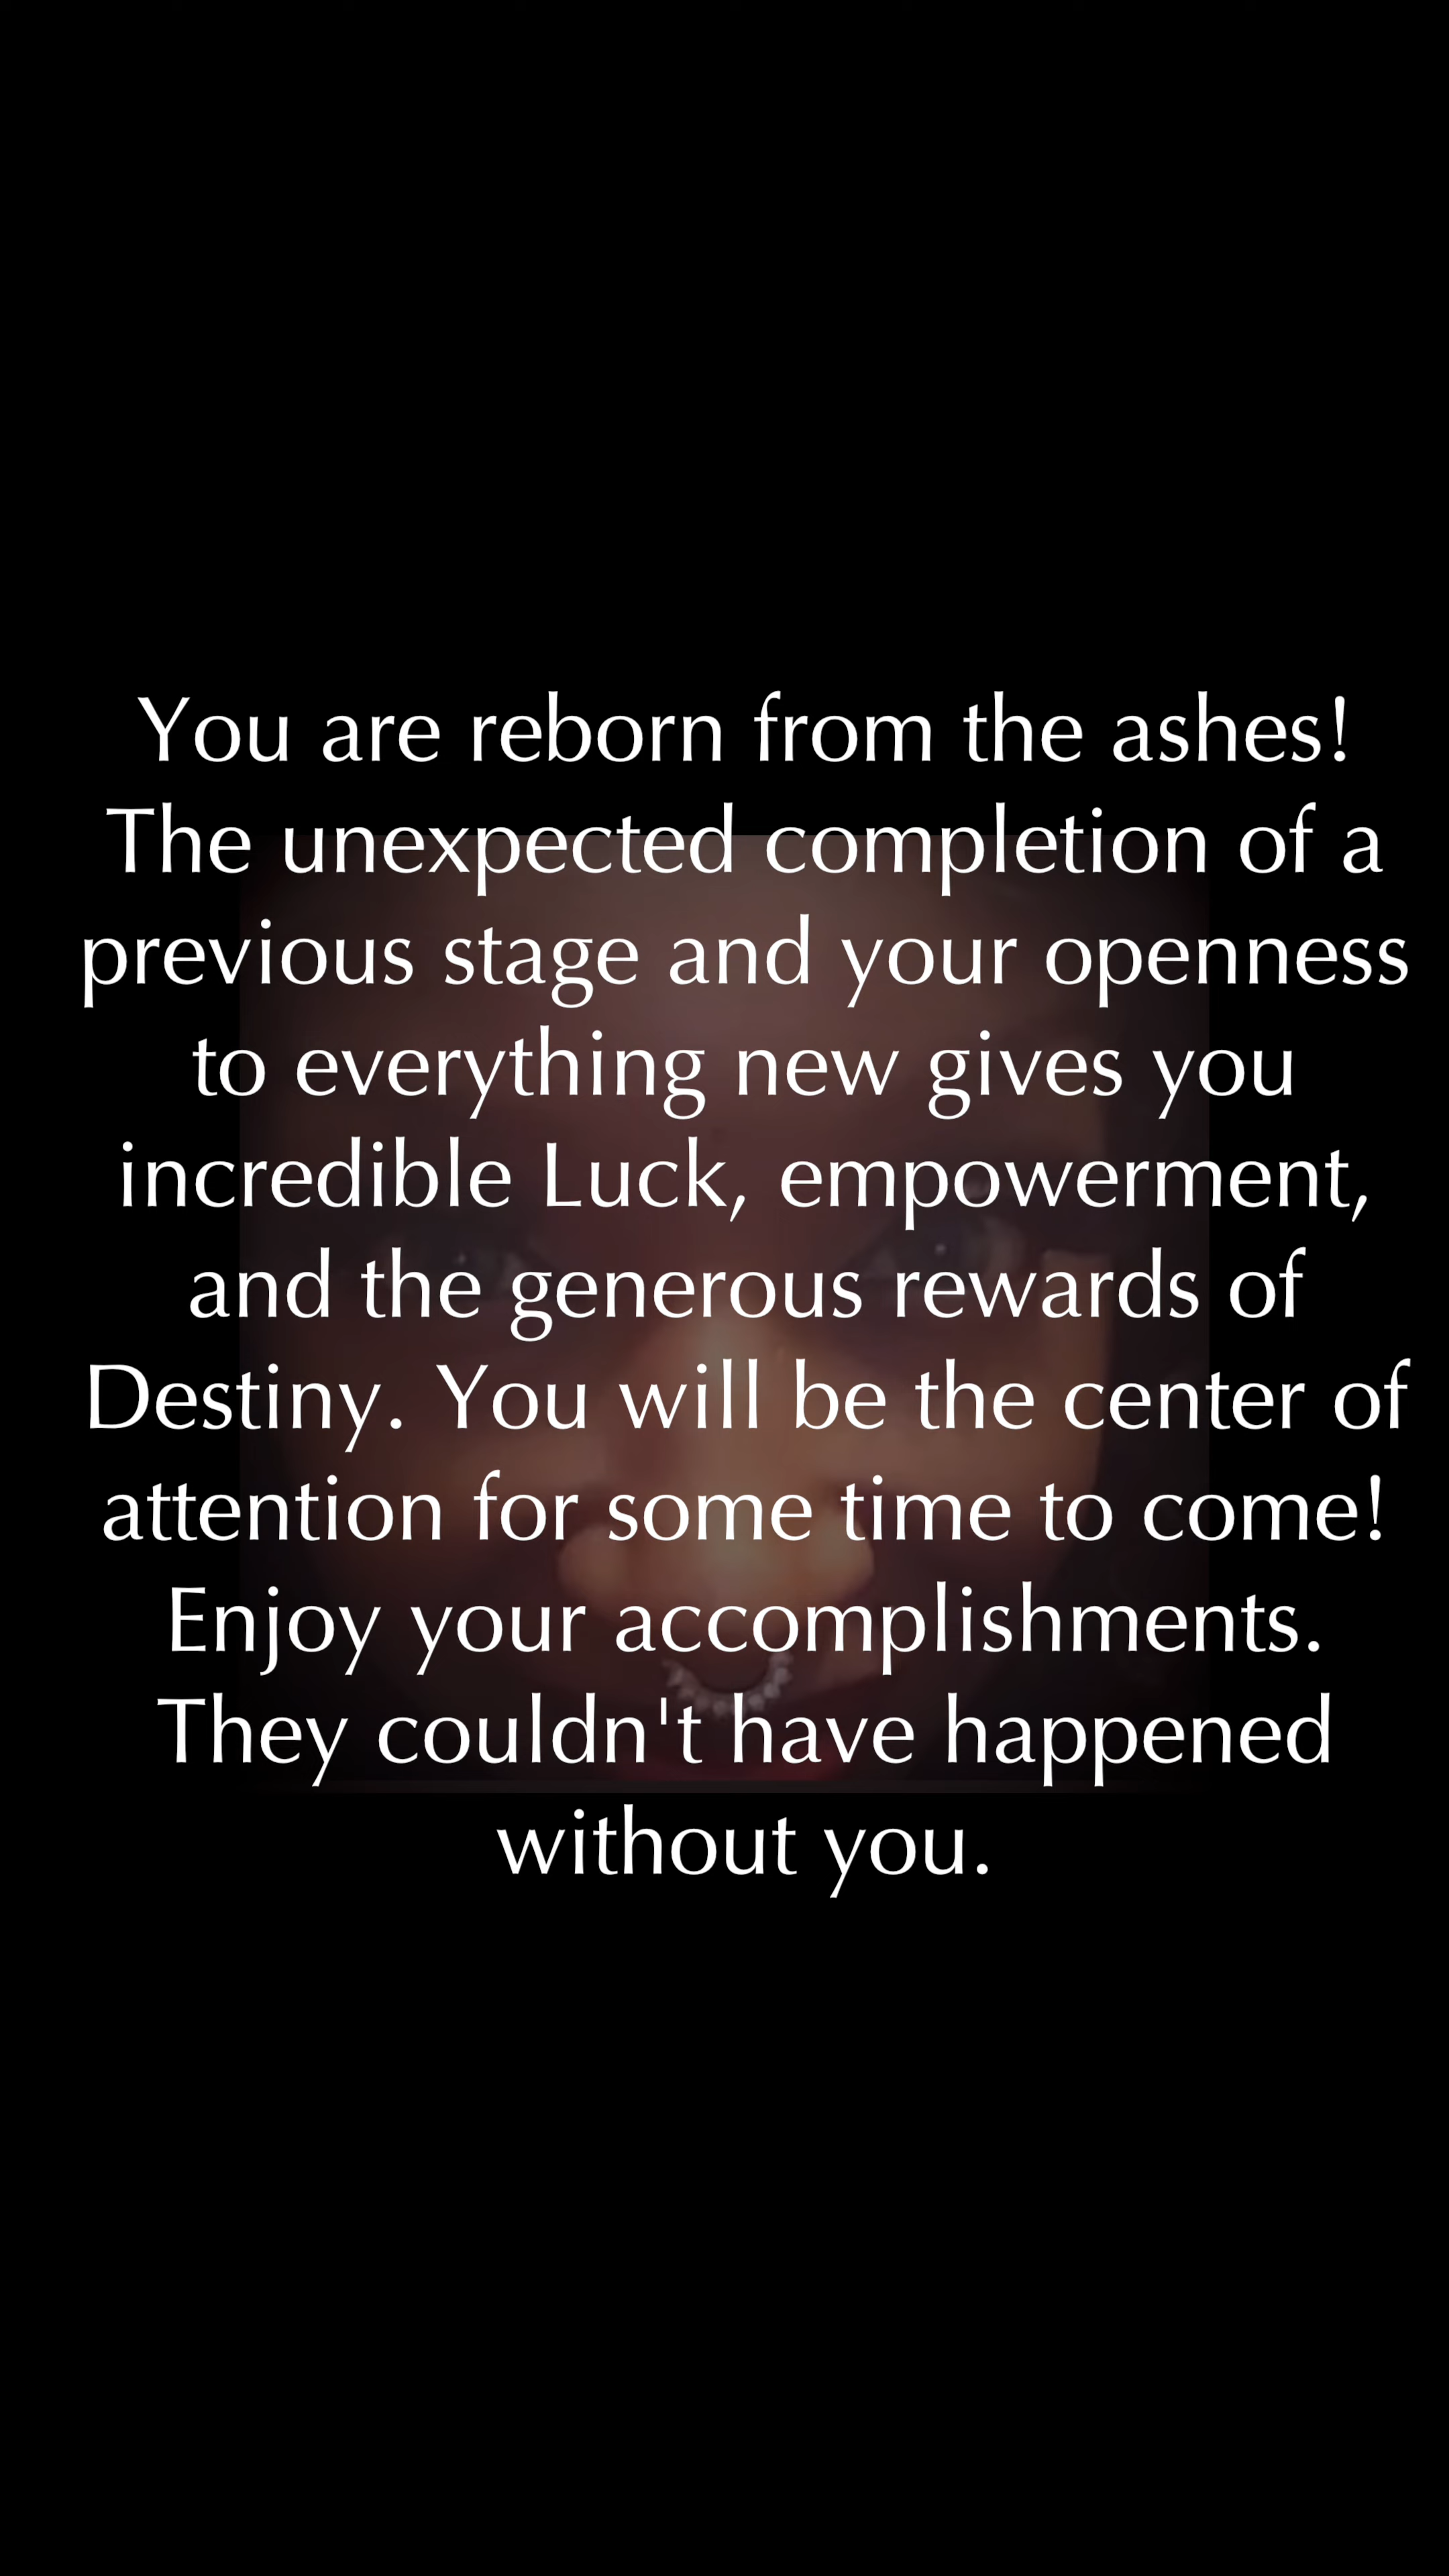 You are reborn from the ashes!
The unexpected completion of a
previous stage and your openness
to everything new gives you
incredible Luck, empowerment,
and the generous rewards of
Destiny. You will be the center of
attention for some time to come!
Enjoy your accomplishments.
They couldn't have happened
without you.